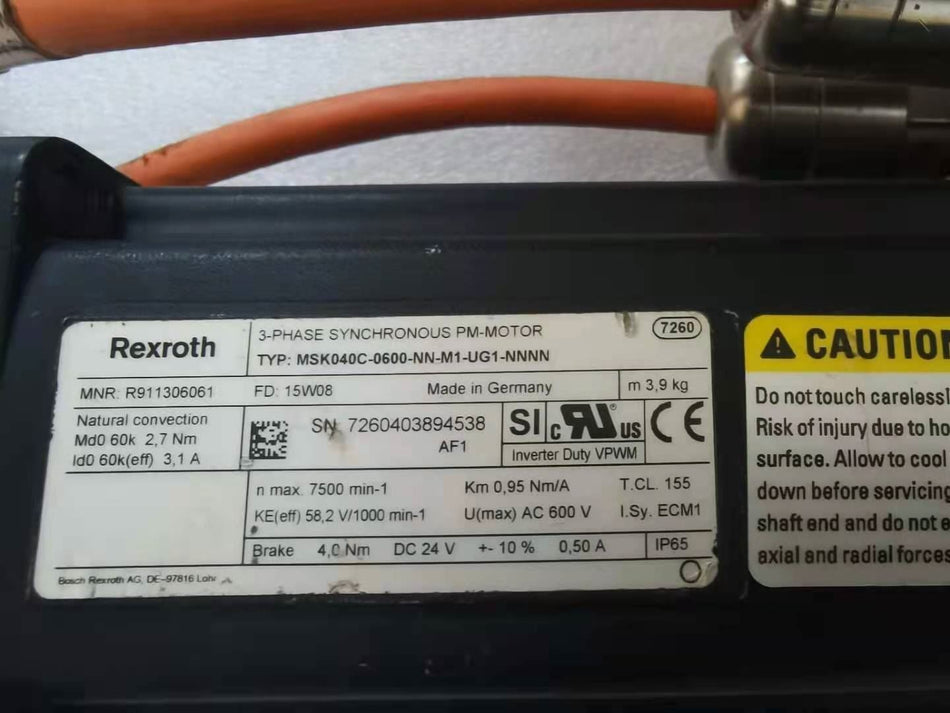 Rexroth
3-PHASE SYNCHRONOUS PM-MOTOR
7260
TYP: MSK040C-0600-NN-M1-UG1-NNNN
MNR: R911306061
FD: 15W08
Made in Germany
m 3,9 kg
Natural convection
Md0 60k 2,7 Nm
Id0 60k(eff) 3,1 A
SN 7260403894538
AF1
SI
c RU ® US
CE
Inverter Duty VPWM
n max. 7500 min-1
Km 0,95 Nm/A
T.CL. 155
KE(eff) 58,2 V/1000 min-1
U(max) AC 600 V
I.Sy. ECM1
Brake 4,0 Nm DC 24 V +- 10 % 0,50 A
IP65
Bosch Rexroth AG, DE-97816 Lohr
CAUTION
Do not touch carelessl
Risk of injury due to ho
surface. Allow to cool
down before servicing
shaft end and do not e
axial and radial forces